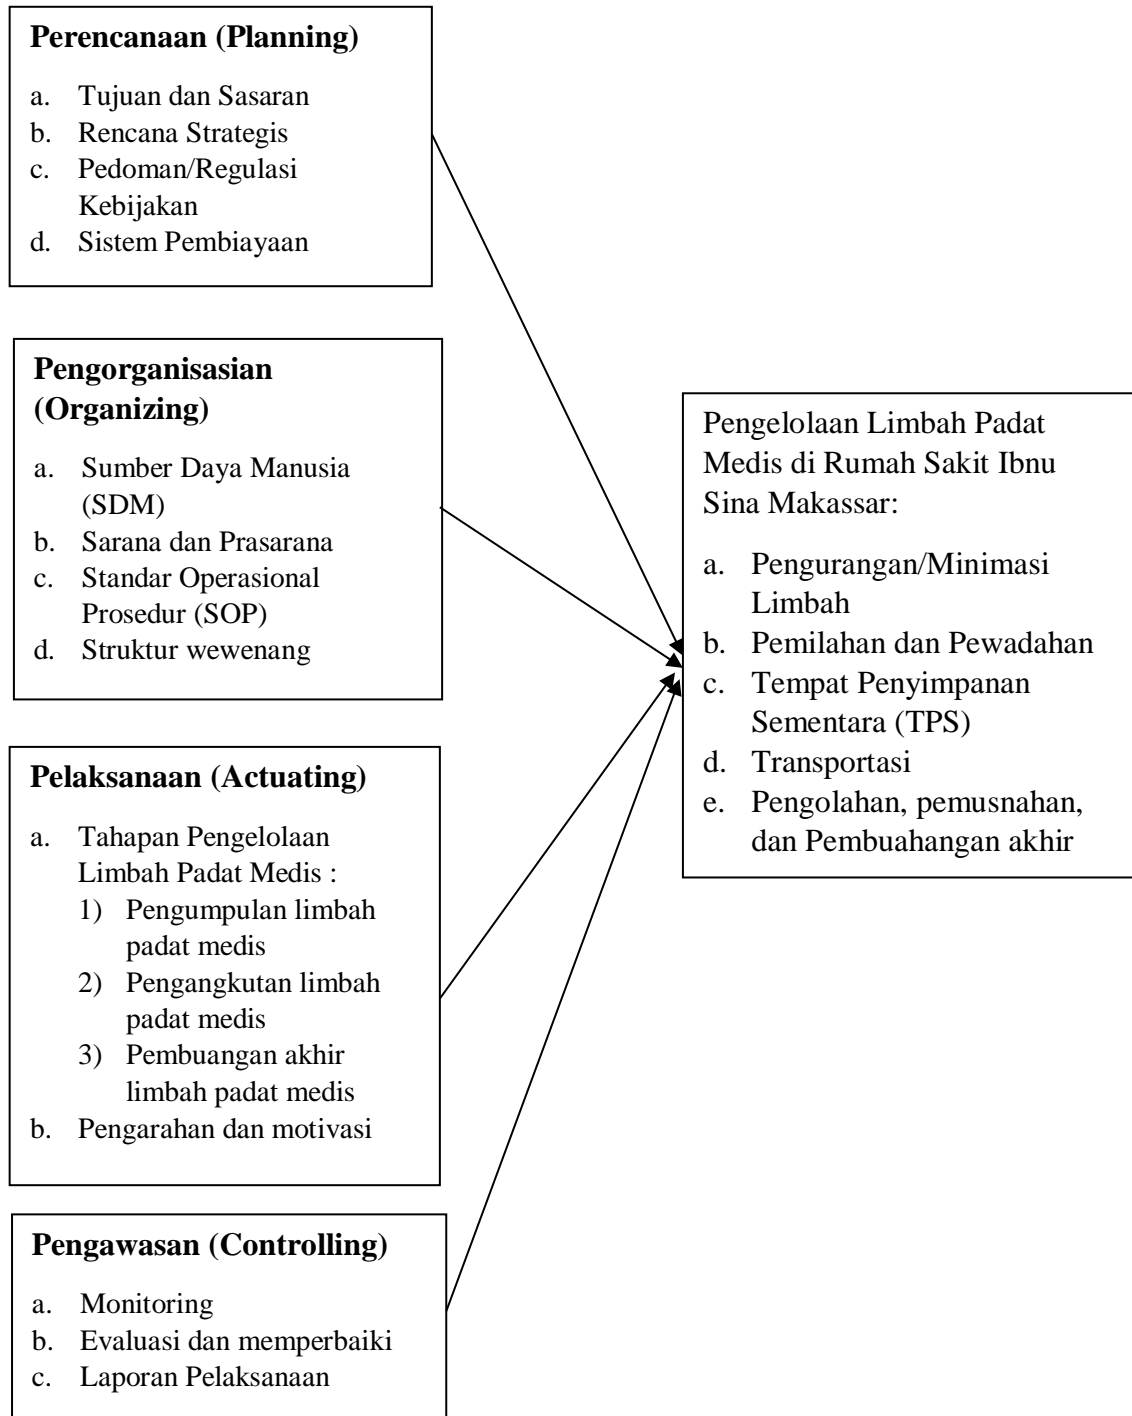 Perencanaan (Planning)
a. Tujuan dan Sasaran
b. Rencana Strategis
c. Pedoman/Regulasi
Kebijakan
d. Sistem Pembiayaan
Pengorganisasian
(Organizing)
a. Sumber Daya Manusia
(SDM)
b. Sarana dan Prasarana
c. Standar Operasional
Prosedur (SOP)
d. Struktur wewenang
Pelaksanaan (Actuating)
a. Tahapan Pengelolaan
Limbah Padat Medis :
1) Pengumpulan limbah
padat medis
2) Pengangkutan limbah
padat medis
3) Pembuangan akhir
limbah padat medis
b. Pengarahan dan motivasi
Pengawasan (Controlling)
a. Monitoring
b. Evaluasi dan memperbaiki
c. Laporan Pelaksanaan
Pengelolaan Limbah Padat
Medis di Rumah Sakit Ibnu
Sina Makassar:
a. Pengurangan/Minimasi
Limbah
b. Pemilahan dan Pewadahan
c. Tempat Penyimpanan
Sementara (TPS)
d. Transportasi
e. Pengolahan, pemusnahan,
dan Pembuahangan akhir